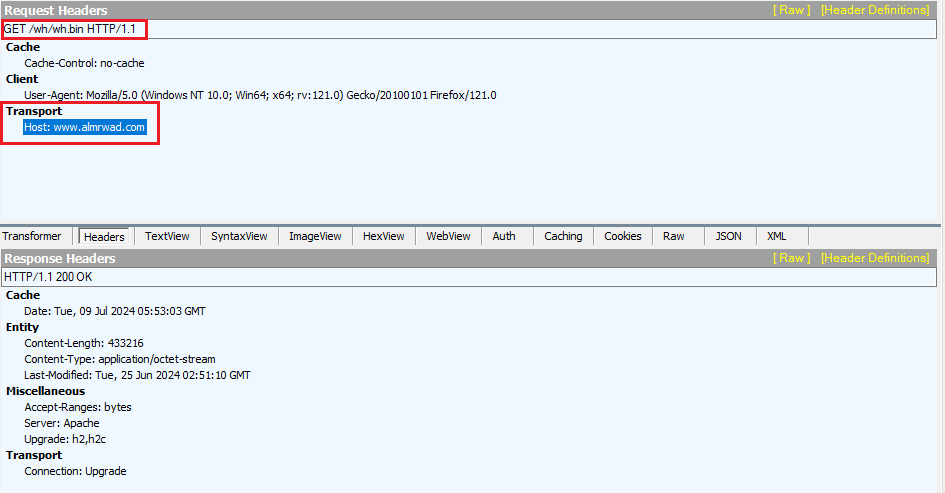 Request Headers [ Raw ] [Header Definitions]
GET /wh/wh.bin HTTP/1.1
Cache
Cache-Control: no-cache
Client
User-Agent: Mozilla/5.0 (Windows NT 10.0; Win64; x64; rv:121.0) Gecko/20100101 Firefox/121.0
Transport
Host: www.almrwad.com
Transformer Headers TextView SyntaxView ImageView HexView WebView Auth Caching Cookies Raw JSON XML
Response Headers [ Raw ] [Header Definitions]
HTTP/1.1 200 OK
Cache
Date: Tue, 09 Jul 2024 05:53:03 GMT
Entity
Content-Length: 433216
Content-Type: application/octet-stream
Last-Modified: Tue, 25 Jun 2024 02:51:10 GMT
Miscellaneous
Accept-Ranges: bytes
Server: Apache
Upgrade: h2,h2c
Transport
Connection: Upgrade